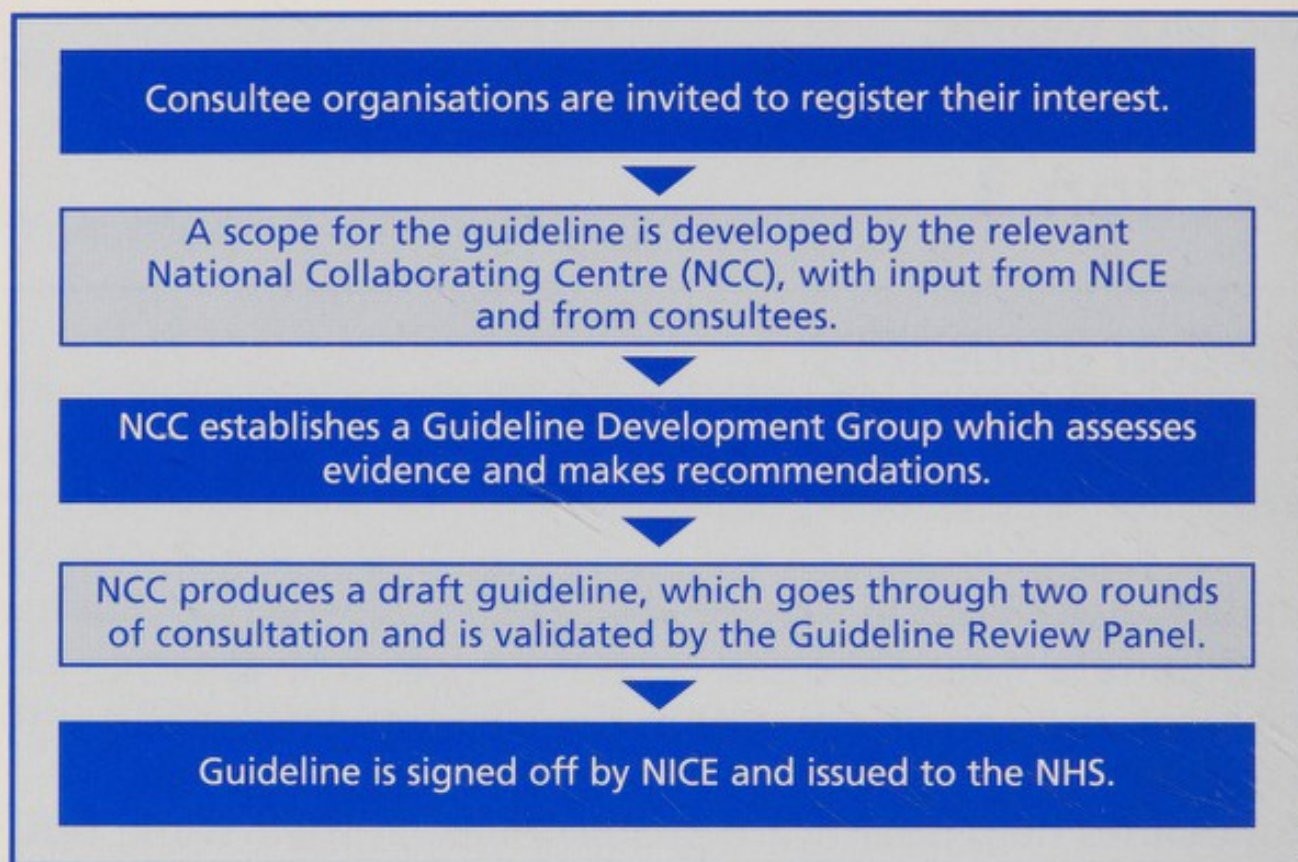 Consultee organisations are invited to register their interest.
A scope for the guideline is developed by the relevant
National Collaborating Centre (NCC), with input from NICE
and from consultees.
NCC establishes a Guideline Development Group which assesses
evidence and makes recommendations.
NCC produces a draft guideline, which goes through two rounds
of consultation and is validated by the Guideline Review Panel.
Guideline is signed off by NICE and issued to the NHS.